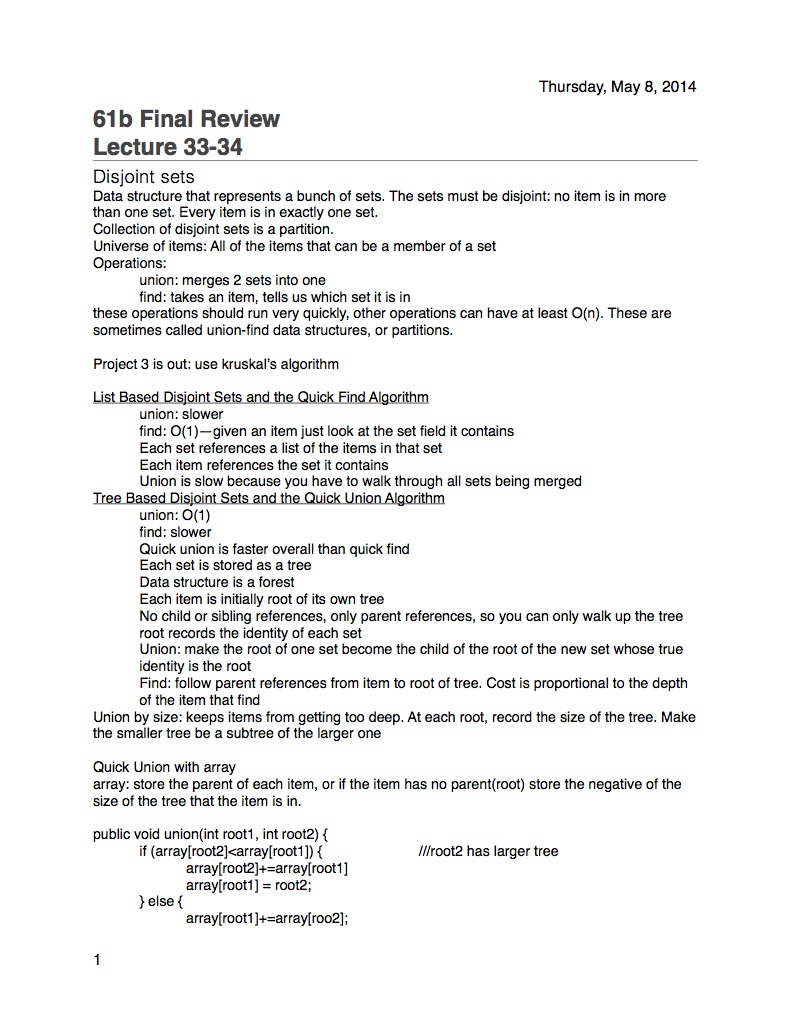 Thursday, May 8, 2014
61b Final Review
Lecture 33-34
Disjoint sets
Data structure that represents a bunch of sets. The sets must be disjoint: no item is in more
than one set. Every item is in exactly one set.
Collection of disjoint sets is a partition.
Universe of items: All of the items that can be a member of a set
Operations:
union: merges 2 sets into one
find: takes an item, tells us which set it is in
these operations should run very quickly, other operations can have at least O(n). These are
sometimes called union-find data structures, or partitions.
Project 3 is out: use kruskal's algorithm
List Based Disjoint Sets and the Quick Find Algorithm
union: slower
find: O(1)—given an item just look at the set field it contains
Each set references a list of the items in that set
Each item references the set it contains
Union is slow because you have to walk through all sets being merged
Tree Based Disjoint Sets and the Quick Union Algorithm
union: O(1)
find: slower
Quick union is faster overall than quick find
Each set is stored as a tree
Data structure is a forest
Each item is initially root of its own tree
No child or sibling references, only parent references, so you can only walk up the tree
root records the identity of each set
Union: make the root of one set become the child of the root of the new set whose true
identity is the root
Find: follow parent references from item to root of tree. Cost is proportional to the depth
of the item that find
Union by size: keeps items from getting too deep. At each root, record the size of the tree. Make
the smaller tree be a subtree of the larger one
Quick Union with array
array: store the parent of each item, or if the item has no parent(root) store the negative of the
size of the tree that the item is in.
public void union(int root1, int root2) {
if (array[root2]<array[root1]) { ///root2 has larger tree
array[root2]+=array[root1]
array[root1] = root2;
} else {
array[root1]+=array[roo2];
1